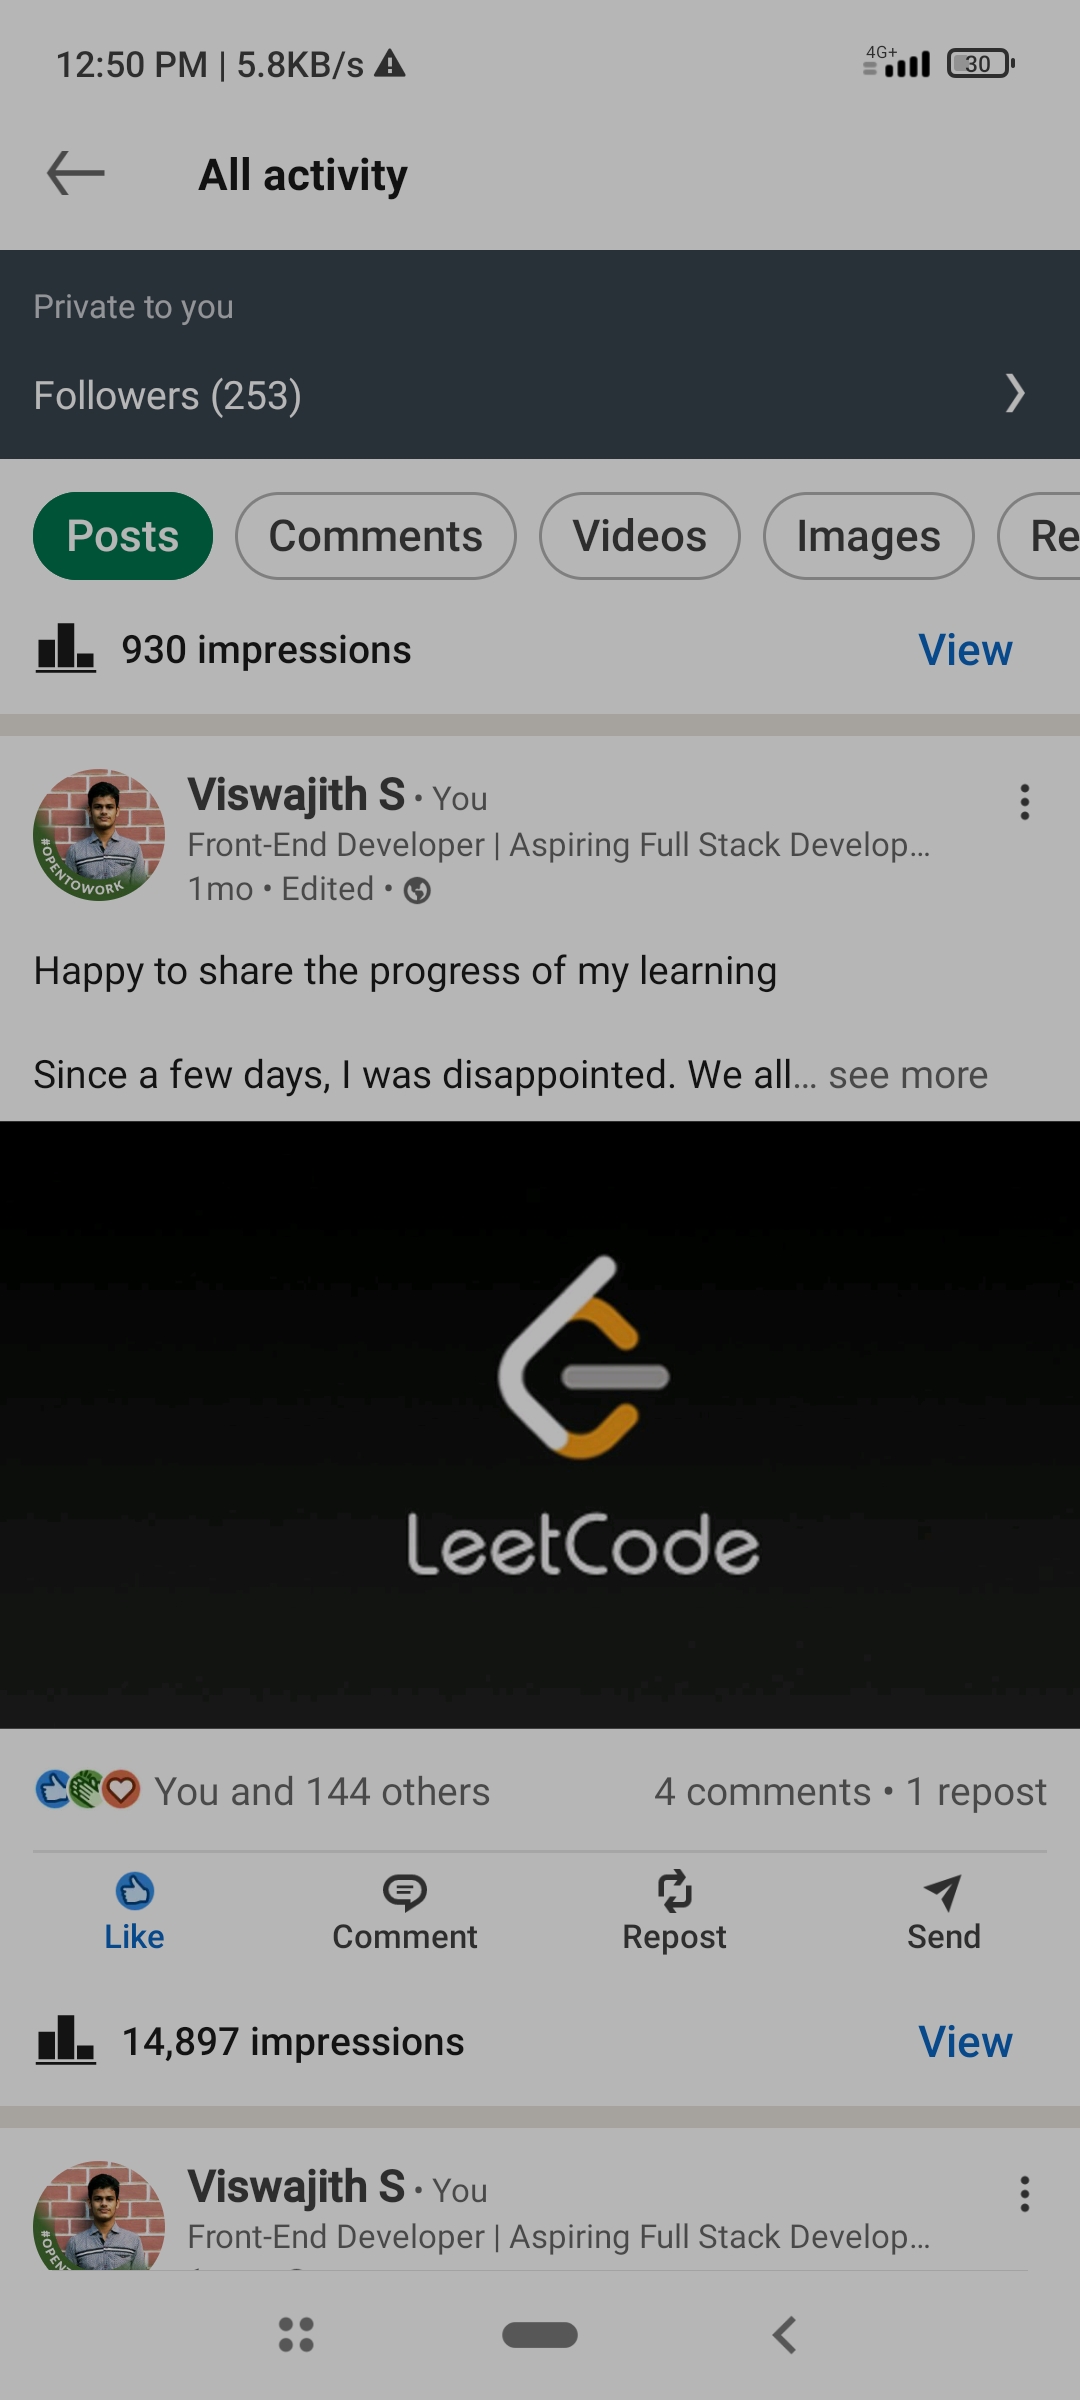 12:50 PM | 5.8KB/s
4G+
30
All activity
Private to you
Followers (253)
Posts
Comments
Videos
Images
Re
930 impressions
View
#OPENTOWORK
Viswajith S • You
Front-End Developer | Aspiring Full Stack Develop...
1mo • Edited •
Happy to share the progress of my learning
Since a few days, I was disappointed. We all... see more
LeetCode
You and 144 others
4 comments • 1 repost
Like
Comment
Repost
Send
14,897 impressions
View
#OPENT
Viswajith S • You
Front-End Developer | Aspiring Full Stack Develop...